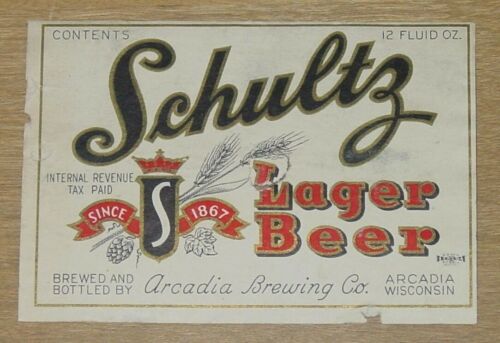 CONTENTS 12 FLUID OZ.
Schultz
INTERNAL REVENUE
TAX PAID
SINCE S 1867
Lager
Beer
BREWED AND
BOTTLED BY
Arcadia Brewing Co.
ARCADIA
WISCONSIN